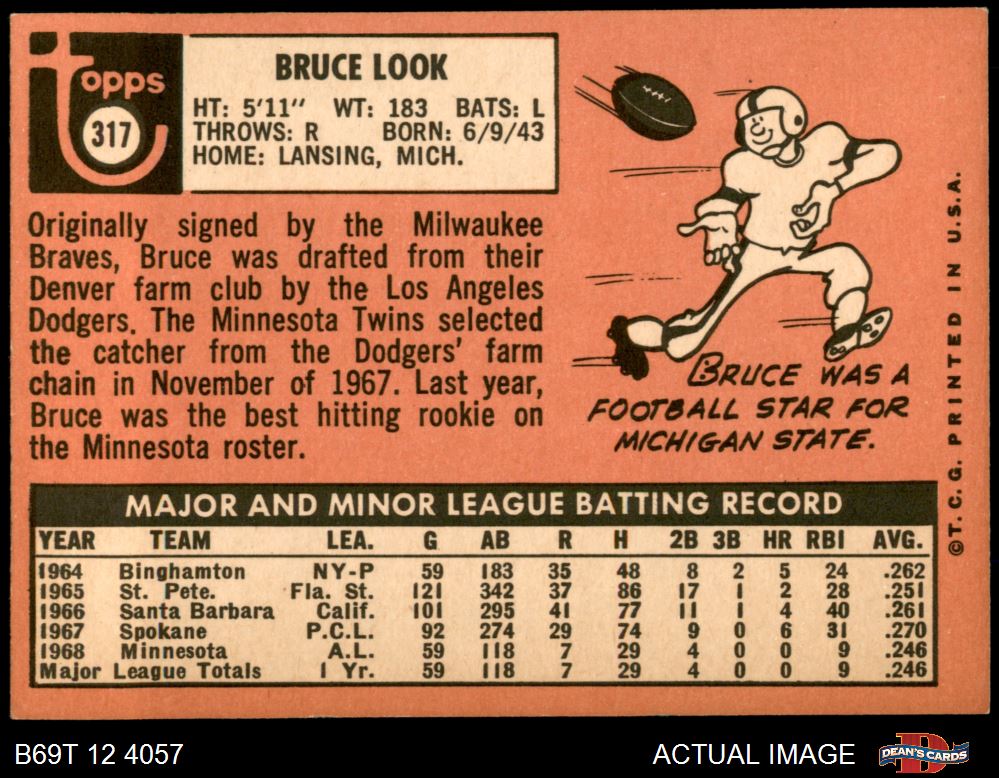 topps
317
BRUCE LOOK
HT: 5'11" WT: 183 BATS: L
THROWS: R BORN: 6/9/43
HOME: LANSING, MICH.
Originally signed by the Milwaukee
Braves, Bruce was drafted from their
Denver farm club by the Los Angeles
Dodgers. The Minnesota Twins selected
the catcher from the Dodgers' farm
chain in November of 1967. Last year,
Bruce was the best hitting rookie on
the Minnesota roster.
BRUCE WAS A
FOOTBALL STAR FOR
MICHIGAN STATE.
©T. C. G. PRINTED IN U.S.A.
MAJOR AND MINOR LEAGUE BATTING RECORD
YEAR TEAM LEA. G AB R H 2B 3B HR RBI AVG.
1964 Binghamton NY-P 59 183 35 48 8 2 5 24 .262
1965 St. Pete. Fla. St. 121 342 37 86 17 1 2 28 .251
1966 Santa Barbara Calif. 101 295 41 77 11 1 4 40 .261
1967 Spokane P.C.L. 92 274 29 74 9 0 6 31 .270
1968 Minnesota A.L. 59 118 7 29 4 0 0 9 .246
Major League Totals 1 Yr. 59 118 7 29 4 0 0 9 .246
B69T 12 4057
ACTUAL IMAGE
DEAN'S CARDS